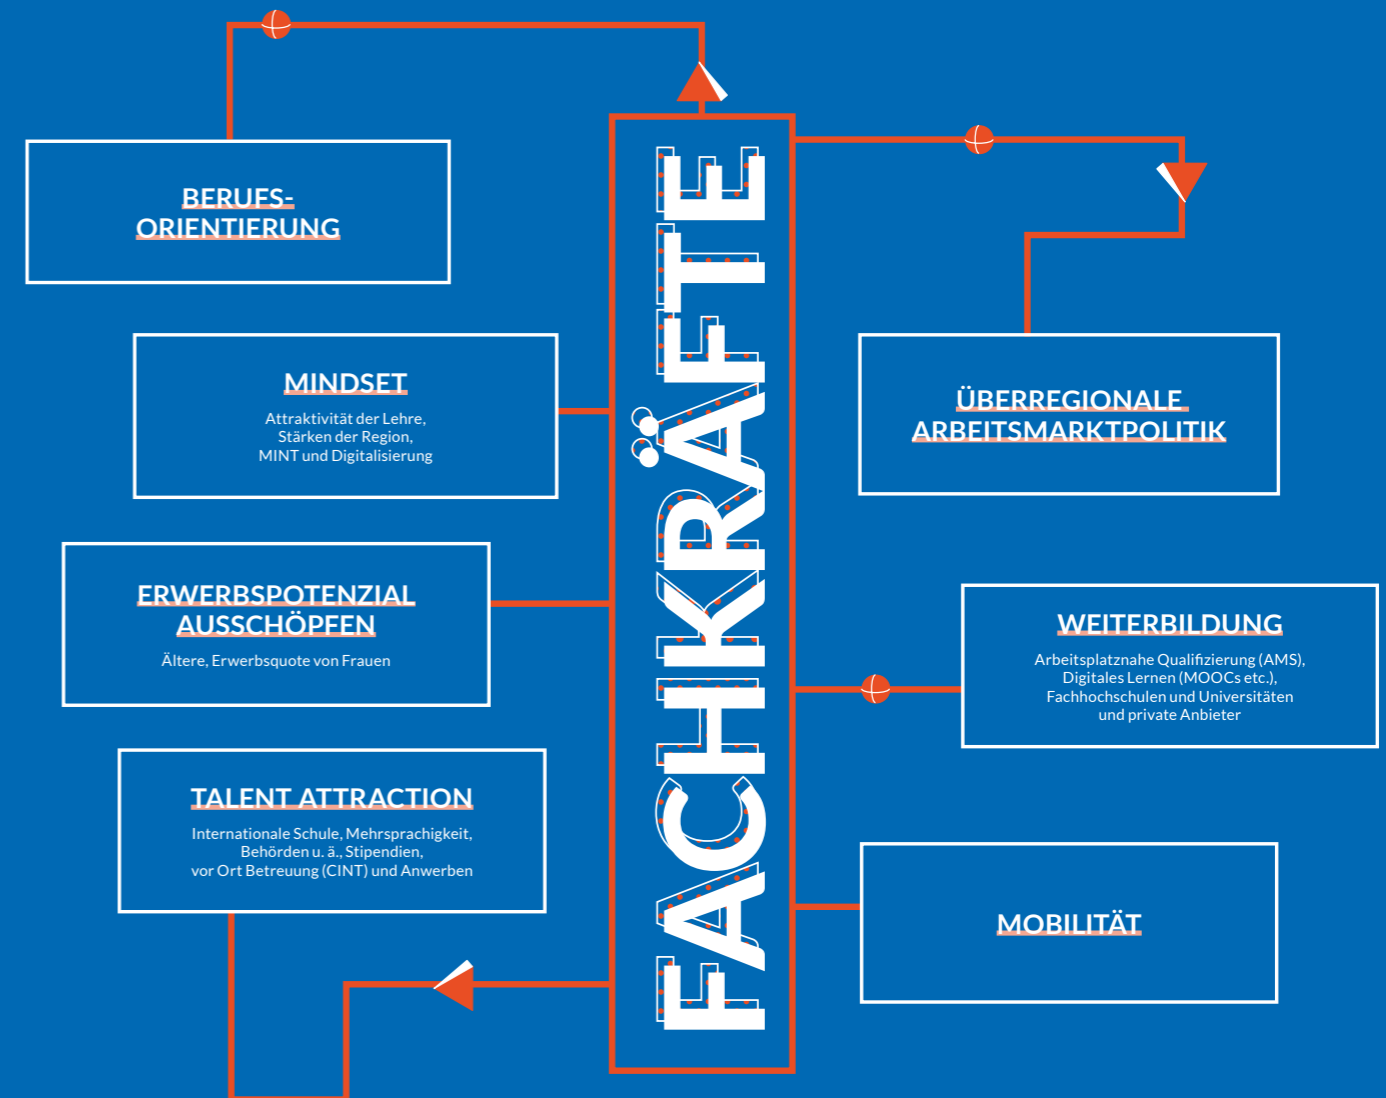 BERUFS-
ORIENTIERUNG
MINDSET
Attraktivität der Lehre,
Stärken der Region,
MINT und Digitalisierung
ERWERBSPOTENZIAL
AUSSCHÖPFEN
Ältere, Erwerbsquote von Frauen
TALENT ATTRACTION
Internationale Schule, Mehrsprachigkeit,
Behörden u. ä., Stipendien,
vor Ort Betreuung (CINT) und Anwerben
FACHKRÄFTE
ÜBERREGIONALE
ARBEITSMARKTPOLITIK
WEITERBILDUNG
Arbeitsplatznahe Qualifizierung (AMS),
Digitales Lernen (MOOCs etc.),
Fachhochschulen und Universitäten
und private Anbieter
MOBILITÄT